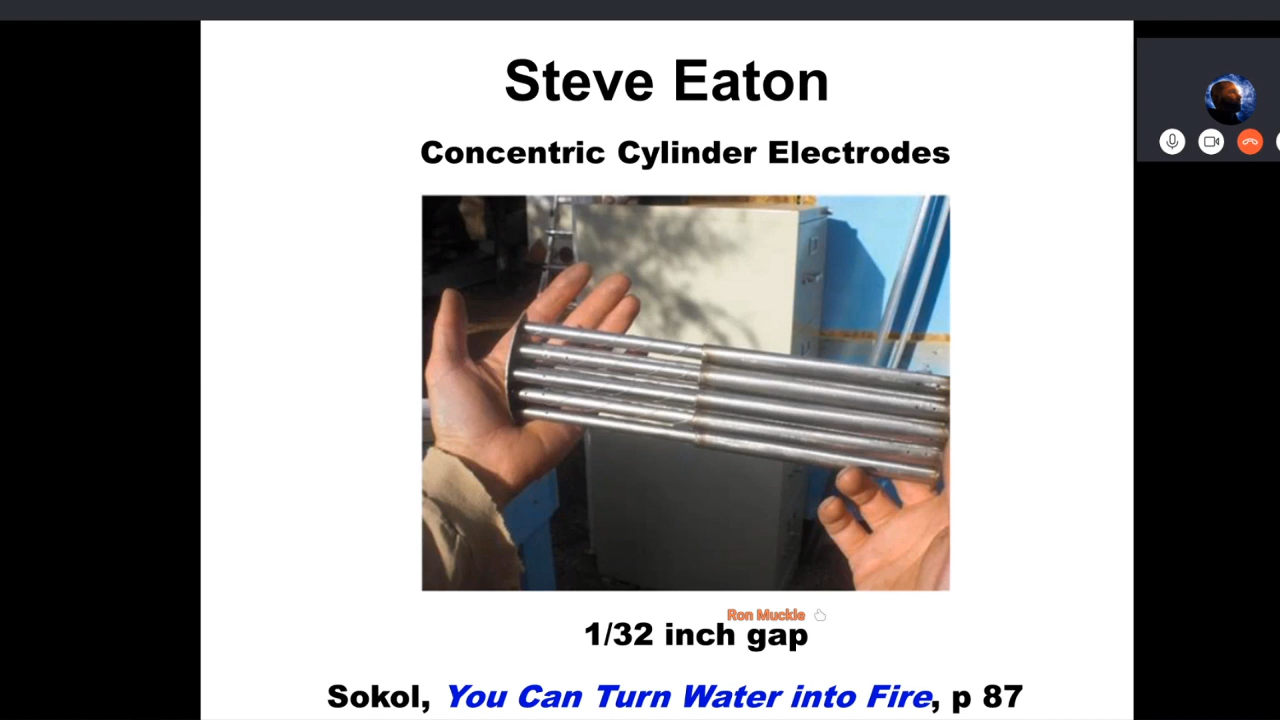 Steve Eaton
Concentric Cylinder Electrodes
Ron Muckle
1/32 inch gap
Sokol, You Can Turn Water into Fire, p 87